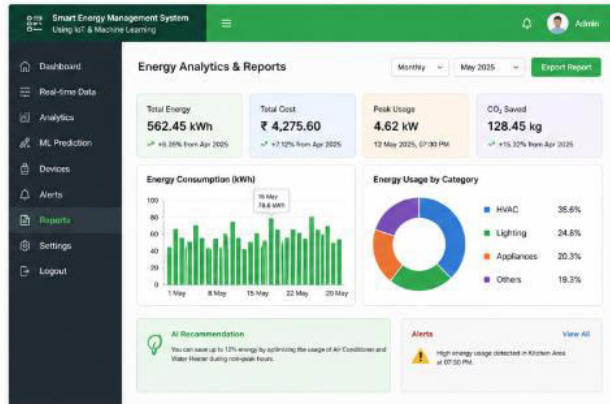 Smart Energy Management System
Using IoT & Machine Learning
Admin
Dashboard
Real-time Data
Analytics
ML Prediction
Devices
Alerts
Reports
Settings
Logout
Energy Analytics & Reports
Monthly
May 2025
Export Report
Total Energy
562.45 kWh
from Apr 2025
Total Cost
₹ 4,275.60
+7.12% from Apr 2025
Peak Usage
4.62 kW
12 May 2025, 07:30 PM
CO₂ Saved
128.45 kg
+15.32% from Apr 2025
Energy Consumption (kWh)
100
80
60
40
20
0
15 May
78.6 kWh
1 May
8 May
15 May
22 May
20 May
Energy Usage by Category
HVAC 35.6%
Lighting 24.8%
Appliances 20.3%
Others 19.3%
AI Recommendation
You can save up to 12% energy by optimizing the usage of Air Conditioner and
Water Heater during non-peak hours.
Alerts
View All
High energy usage detected in Kitchen Area
at 07:30 PM.